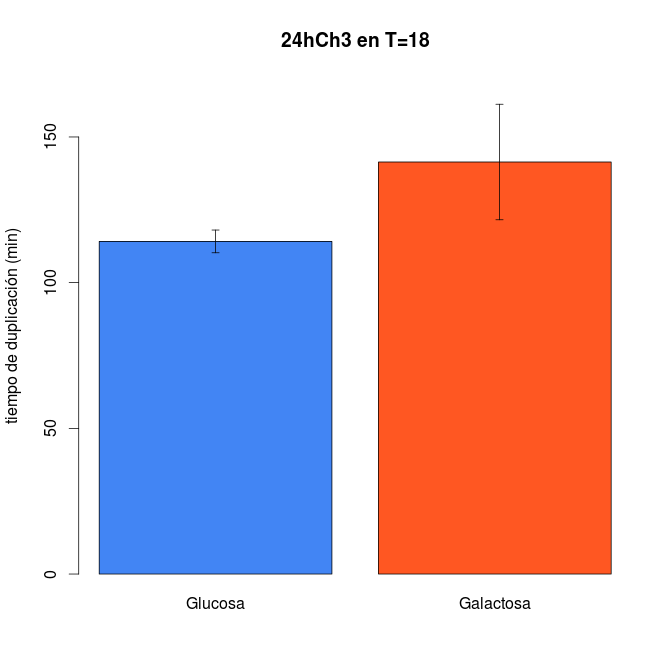 24hCh3 en T=18
tiempo de duplicación (min)
150
100
50
0
Glucosa
Galactosa